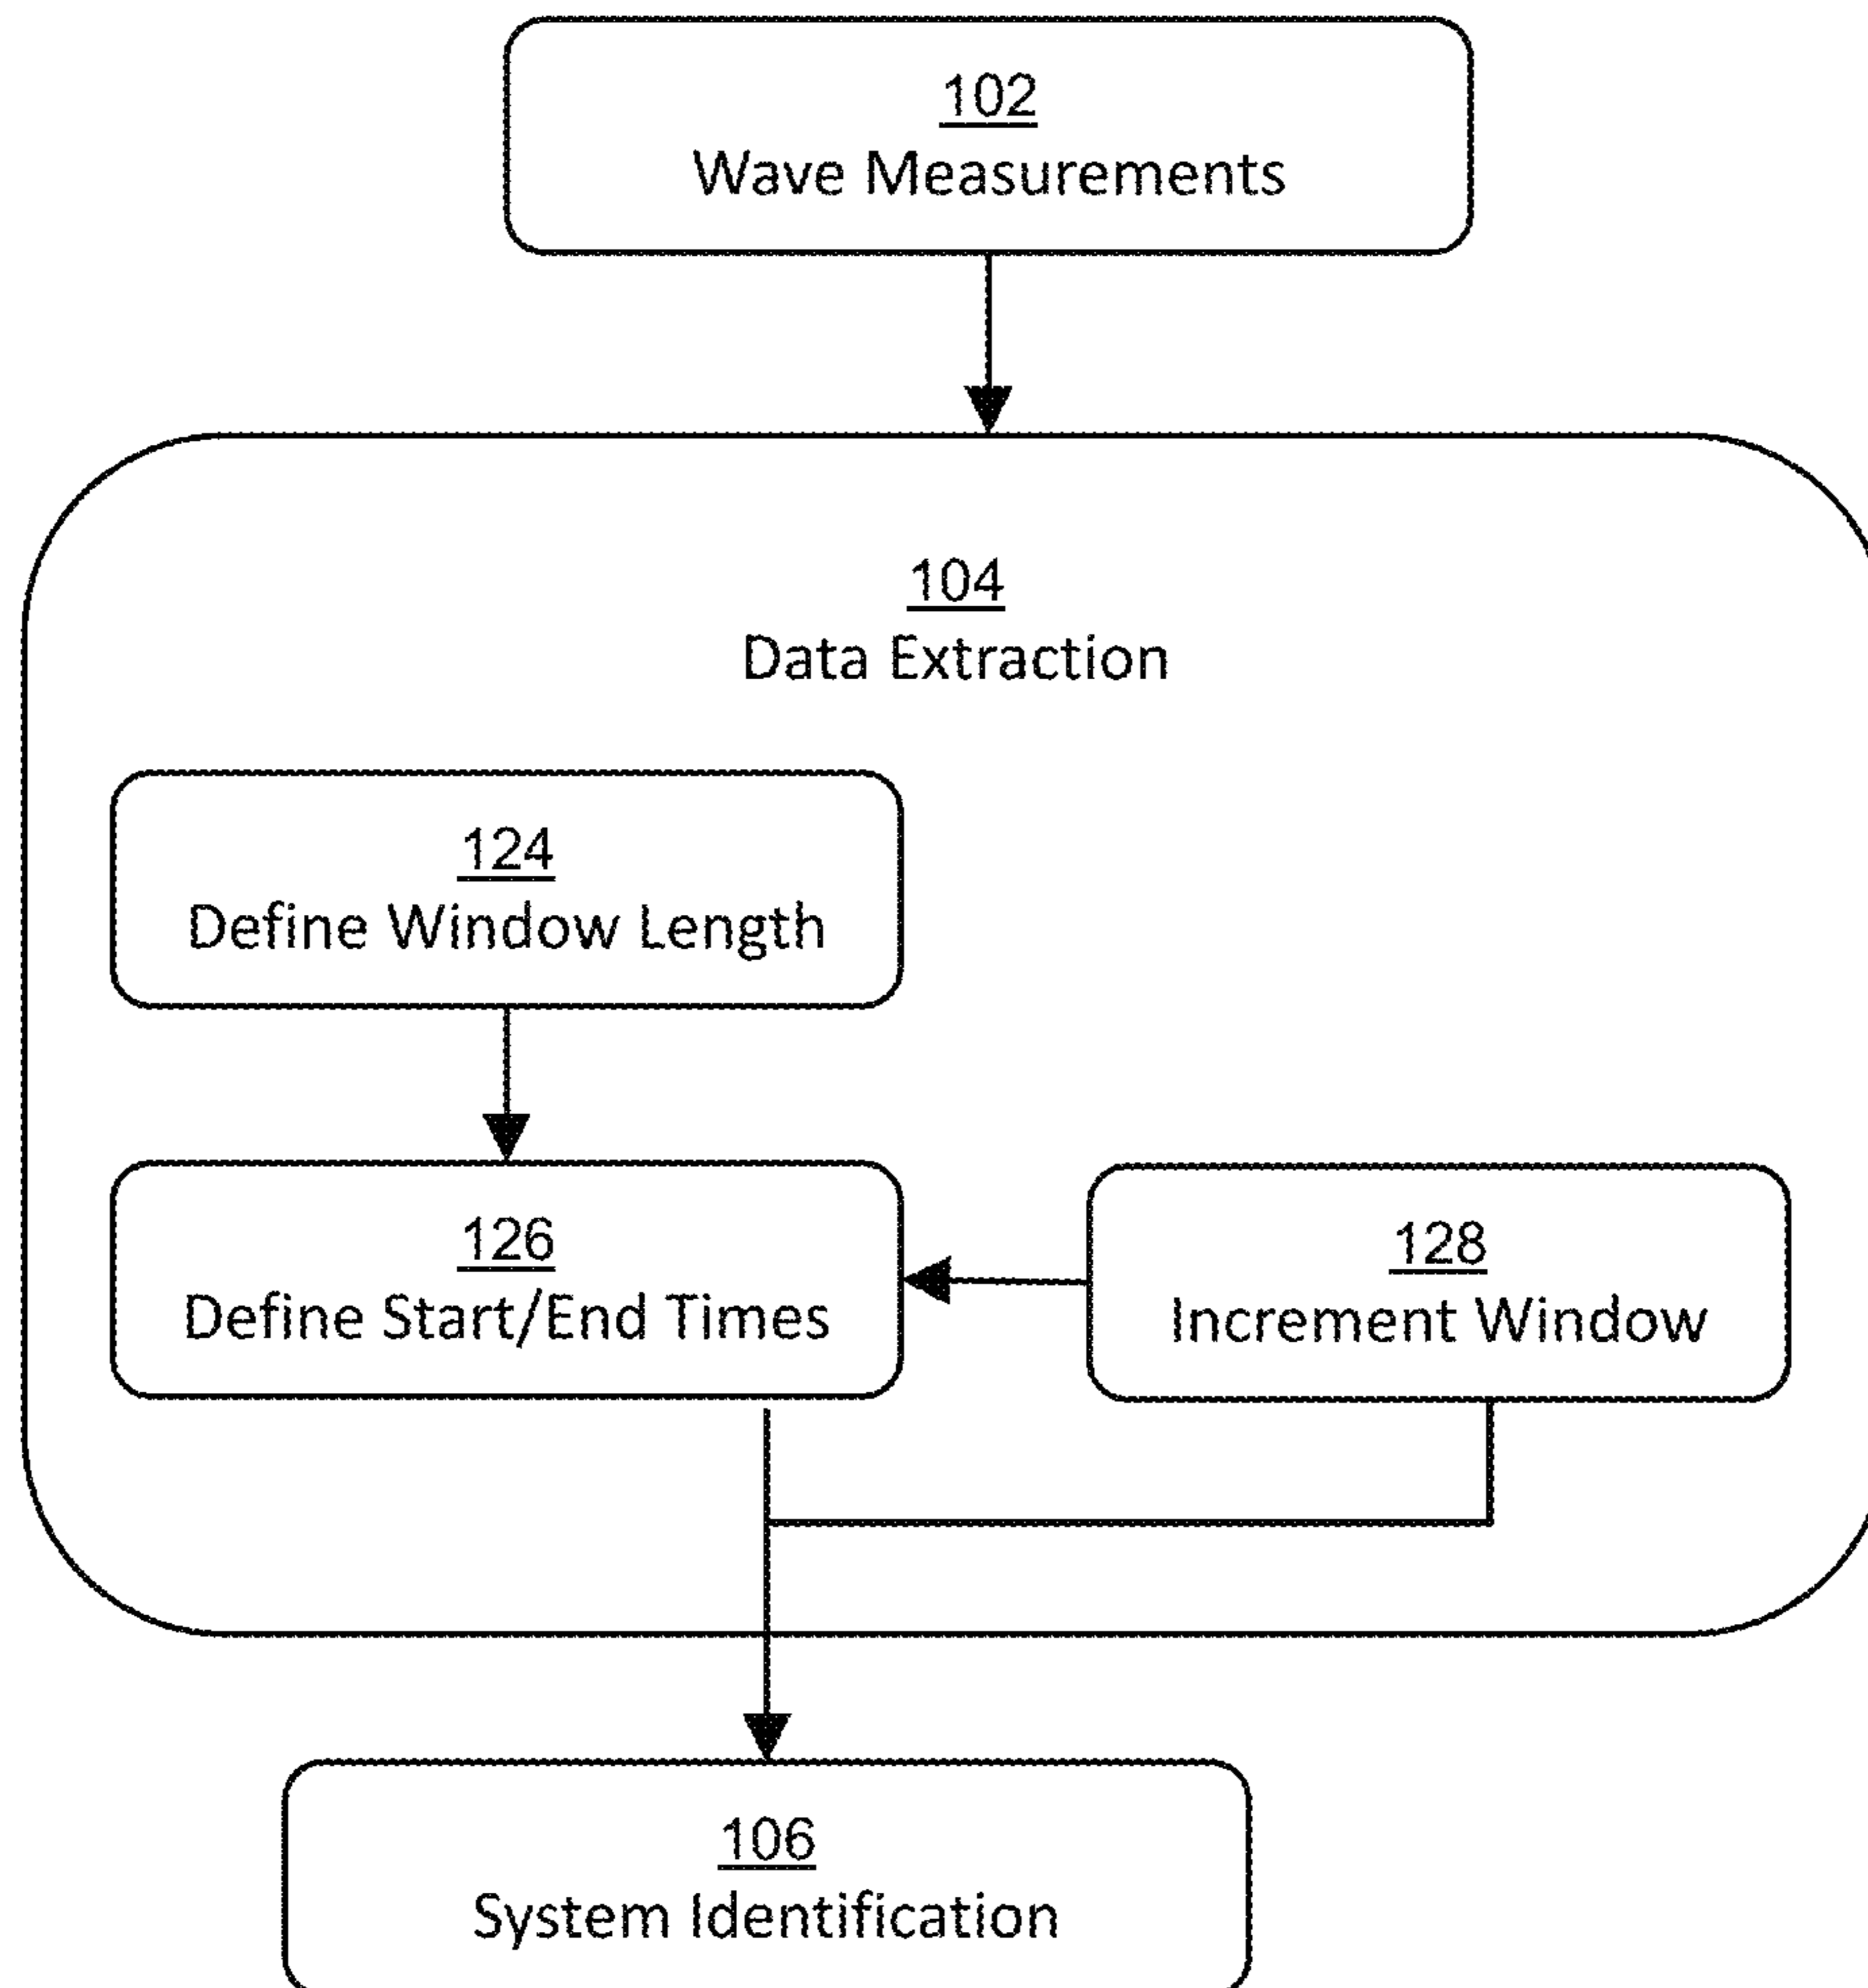 102
Wave Measurements
104
Data Extraction
124
Define Window Length
126
Define Start/End Times
128
Increment Window
106
System Identification